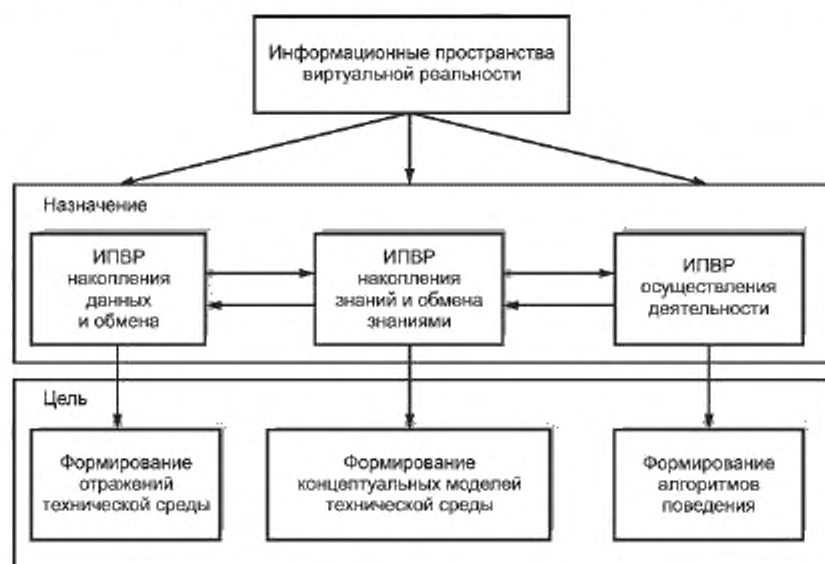 Информационные пространства
виртуальной реальности
Назначение
ИПВР
накопления
данных
и обмена
ИПВР
накопления
знаний и обмена
знаниями
ИПВР
осуществления
деятельности
Цель
Формирование
отражений
технической среды
Формирование
концептуальных моделей
технической среды
Формирование
алгоритмов
поведения